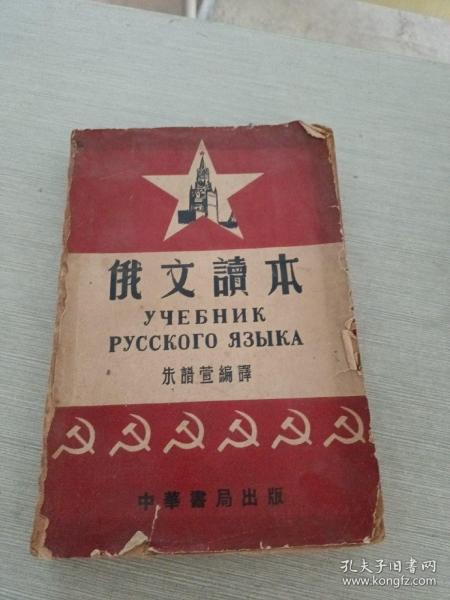 俄文讀本
УЧЕБНИК
РУССКОГО ЯЗЫКА
朱譜萱編譯
中華書局出版
孔夫子旧书网
www.kongfz.com